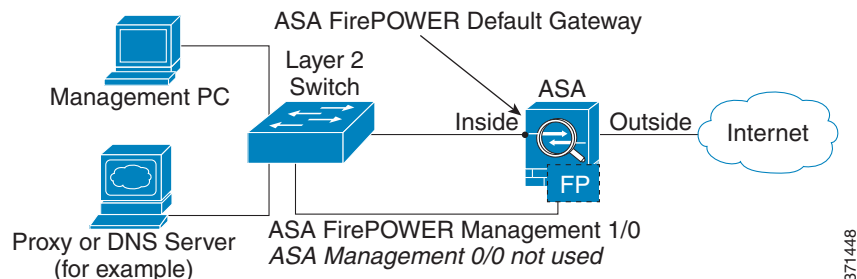 ASA FirePOWER Default Gateway
Layer 2
Switch
ASA
Management PC
Inside
Outside
Internet
FP
ASA FirePOWER Management 1/0
ASA Management 0/0 not used
Proxy or DNS Server
(for example)
371448